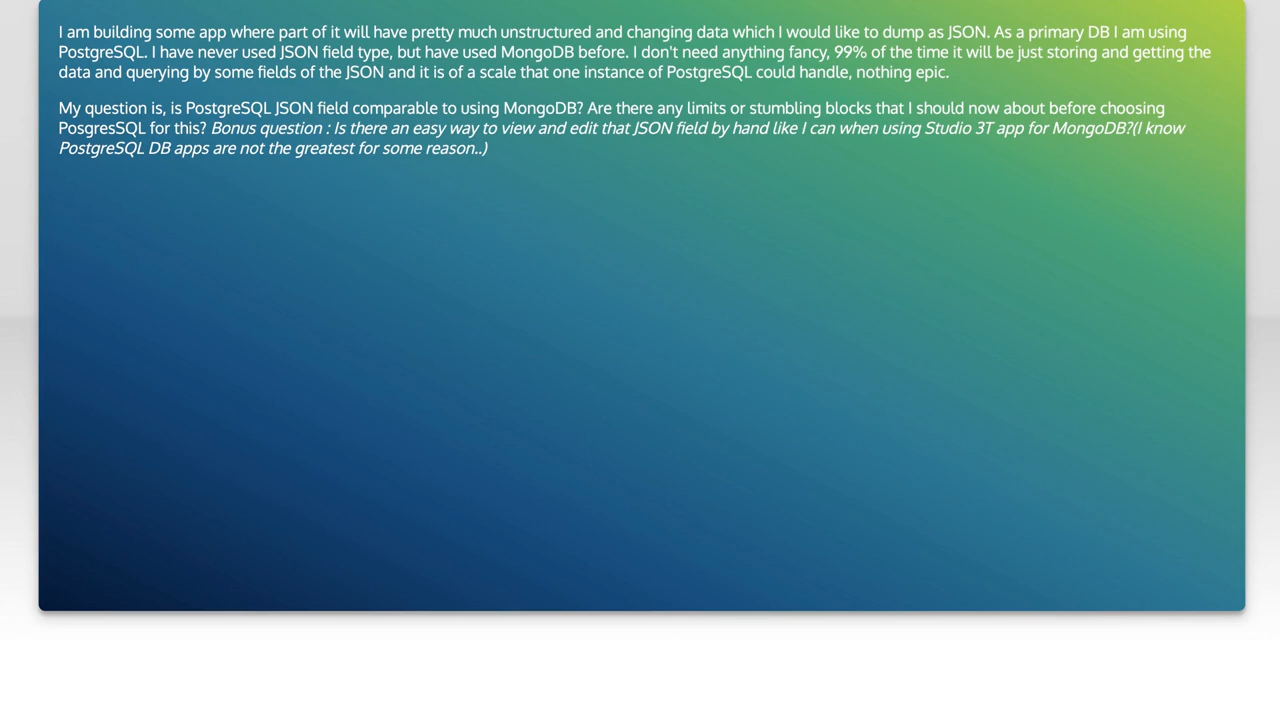 I am building some app where part of it will have pretty much unstructured and changing data which I would like to dump as JSON. As a primary DB I am using
PostgreSQL. I have never used JSON field type, but have used MongoDB before. I don't need anything fancy, 99% of the time it will be just storing and getting the
data and querying by some fields of the JSON and it is of a scale that one instance of PostgreSQL could handle, nothing epic.
My question is, is PostgreSQL JSON field comparable to using MongoDB? Are there any limits or stumbling blocks that I should now about before choosing
PosgresSQL for this? Bonus question : Is there an easy way to view and edit that JSON field by hand like I can when using Studio 3T app for MongoDB?(I know
PostgreSQL DB apps are not the greatest for some reason..)